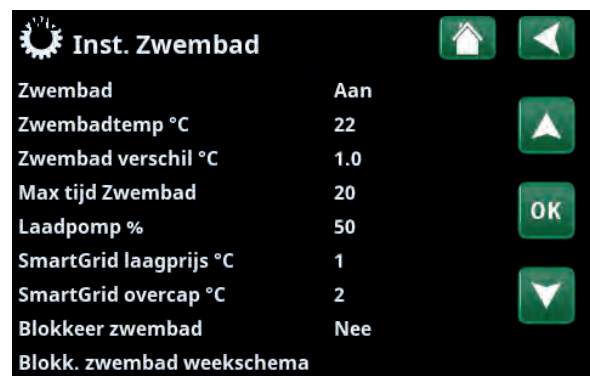 Inst. Zwembad
Zwembad Aan
Zwembadtemp °C 22
Zwembad verschil °C 1.0
Max tijd Zwembad 20
Laadpomp % 50
OK
SmartGrid laagprijs °C 1
SmartGrid overcap °C 2
Blokkeer zwembad Nee
Blokk. zwembad weekschema